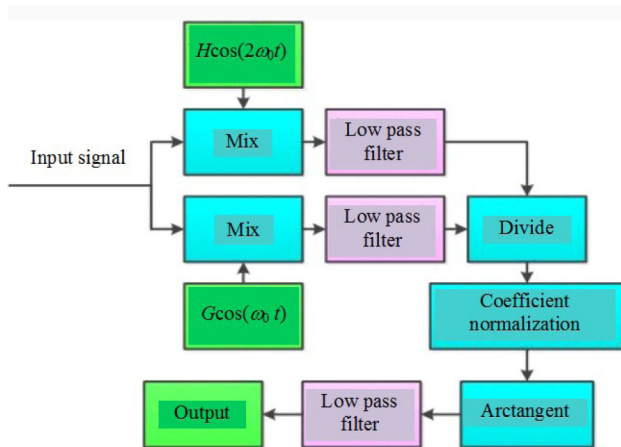 Hcos(2ω₀t)
Input signal
Mix
Low pass
filter
Mix
Low pass
filter
Divide
Gcos(ω₀ t)
Coefficient
normalization
Output
Low pass
filter
Arctangent